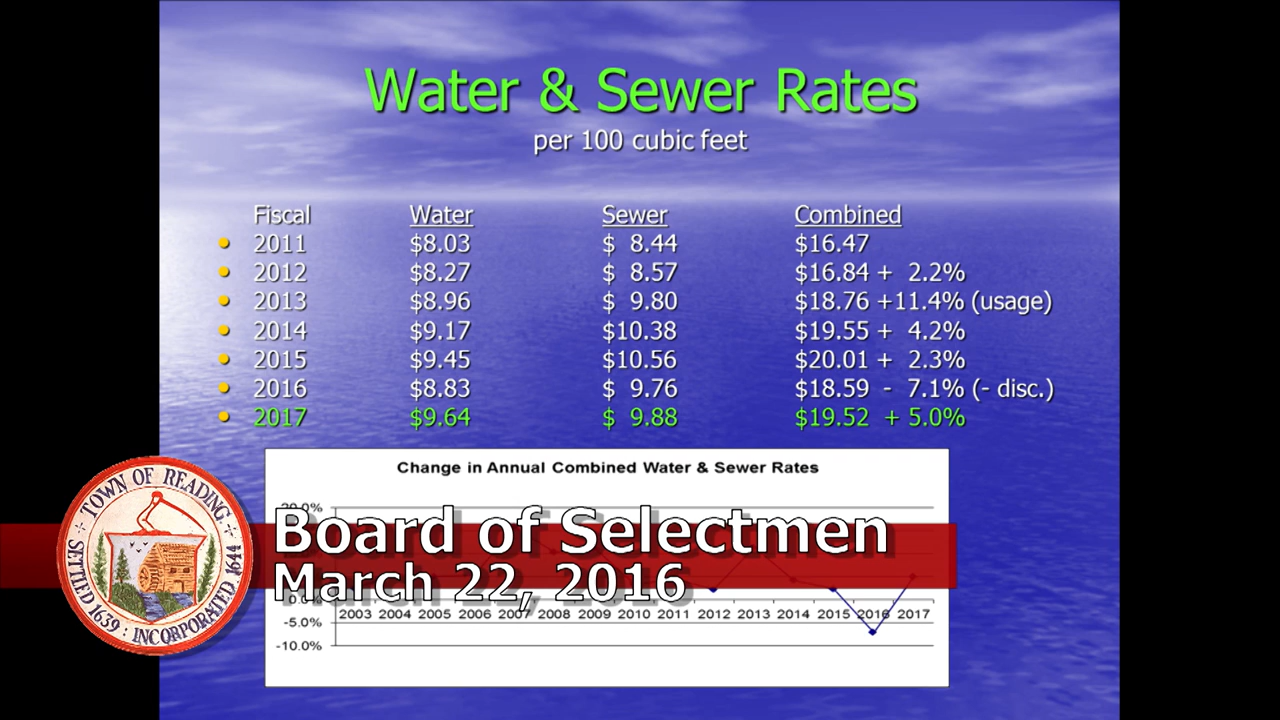 Water & Sewer Rates
per 100 cubic feet
Fiscal Water Sewer Combined
2011 $8.03 $ 8.44 $16.47
2012 $8.27 $ 8.57 $16.84 + 2.2%
2013 $8.96 $ 9.80 $18.76 +11.4% (usage)
2014 $9.17 $10.38 $19.55 + 4.2%
2015 $9.45 $10.56 $20.01 + 2.3%
2016 $8.83 $ 9.76 $18.59 - 7.1% (- disc.)
2017 $9.64 $ 9.88 $19.52 + 5.0%
Change in Annual Combined Water & Sewer Rates
20.0%
Board of Selectmen
March 22, 2016
0.0%
2003 2004 2005 2006 2007 2008 2009 2010 2011 2012 2013 2014 2015 2016 2017
-5.0%
-10.0%
TOWN OF READING
SETTLED 1639 : INCORPORATED 1644